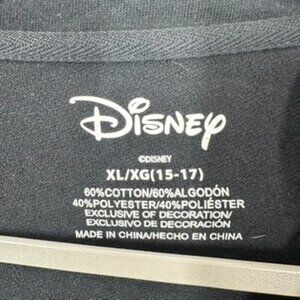 Disney
©DISNEY
XL/XG(15-17)
60%COTTON/60%ALGODÓN
40%POLYESTER/40%POLIÉSTER
EXCLUSIVE OF DECORATION/
EXCLUSIVO DE DECORACIÓN
MADE IN CHINA/HECHO EN CHINA